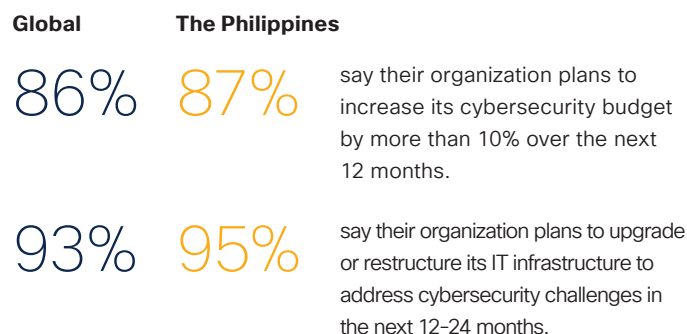 Global The Philippines
86% 87% say their organization plans to
increase its cybersecurity budget
by more than 10% over the next
12 months.
93% 95% say their organization plans to upgrade
or restructure its IT infrastructure to
address cybersecurity challenges in
the next 12–24 months.